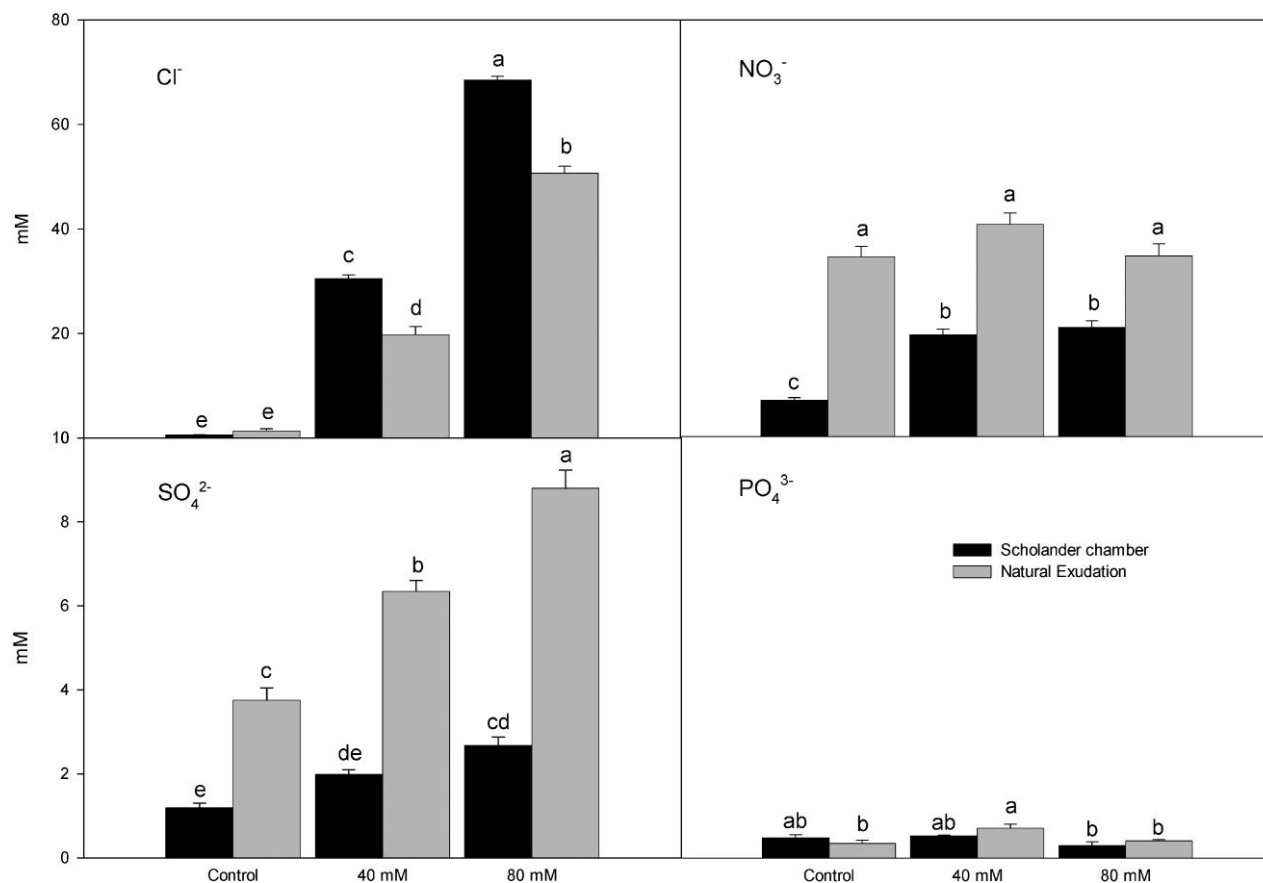 80
60
40
20
10
8
6
4
2
0
mM
mM
Cl⁻
e
e
c
d
a
b
NO₃⁻
c
a
b
a
b
a
SO₄²⁻
e
c
de
b
cd
a
PO₄³⁻
Scholander chamber
Natural Exudation
ab
b
ab
a
b
b
Control
40 mM
80 mM
Control
40 mM
80 mM